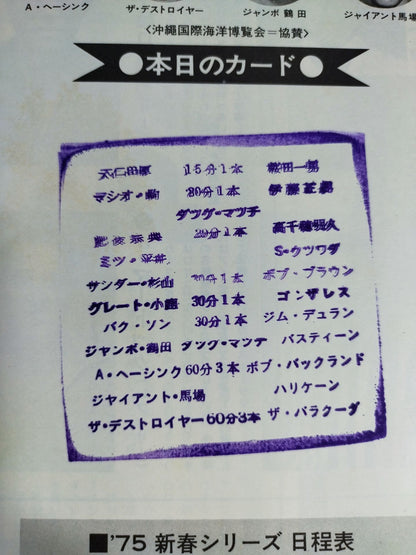 A・ヘーシンク ザ・デストロイヤー ジャンボ鶴田 ジャイアント馬場
〈沖縄国際海洋博覧会＝協賛〉
●本日のカード●
大仁田厚 15分1本
マシオ・駒 20分1本 伊藤正男
タッグ・マッチ
肥後宗典 20分1本 高千穂明久
ミツ・平井 S・クツワダ
サンダー・杉山 30分1本 ボブ・ブラウン
グレート・小鹿 30分1本 ゴンザレス
バク・ソン 30分1本 ジム・デュラン
ジャンボ・鶴田 タッグ・マッチ バスティーン
A・ヘーシンク 60分3本 ボブ・バックランド
ジャイアント・馬場 ハリケーン
ザ・デストロイヤー 60分3本 ザ・バラクーダ
■'75 新春シリーズ 日程表